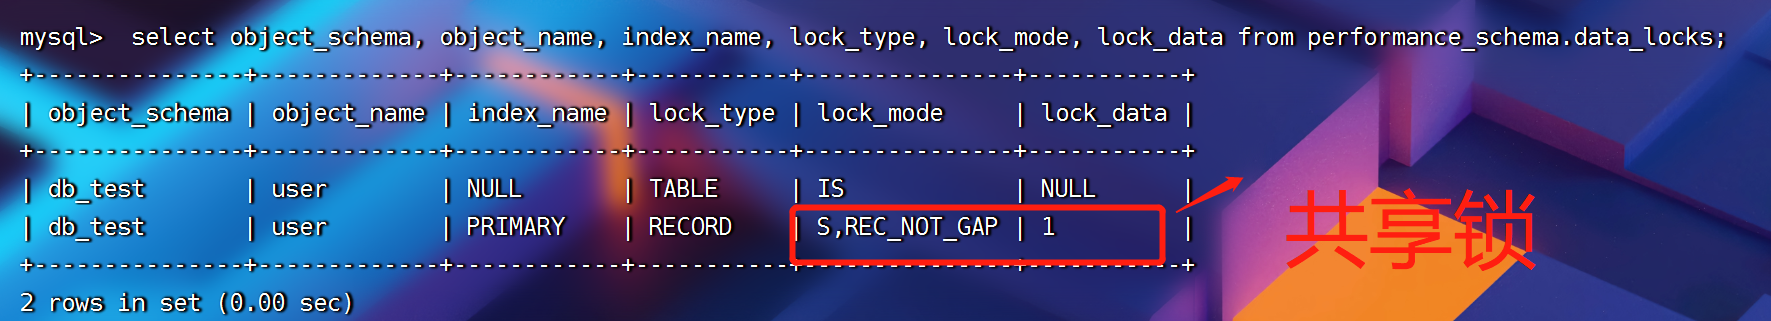 mysql>  select object_schema, object_name, index_name, lock_type, lock_mode, lock_data from performance_schema.data_locks;
+---------------+-------------+------------+-----------+---------------+-----------+
| object_schema | object_name | index_name | lock_type | lock_mode     | lock_data |
+---------------+-------------+------------+-----------+---------------+-----------+
| db_test       | user        | NULL       | TABLE     | IS            | NULL      |
| db_test       | user        | PRIMARY    | RECORD    | S,REC_NOT_GAP | 1         |
+---------------+-------------+------------+-----------+---------------+-----------+
共享锁
2 rows in set (0.00 sec)